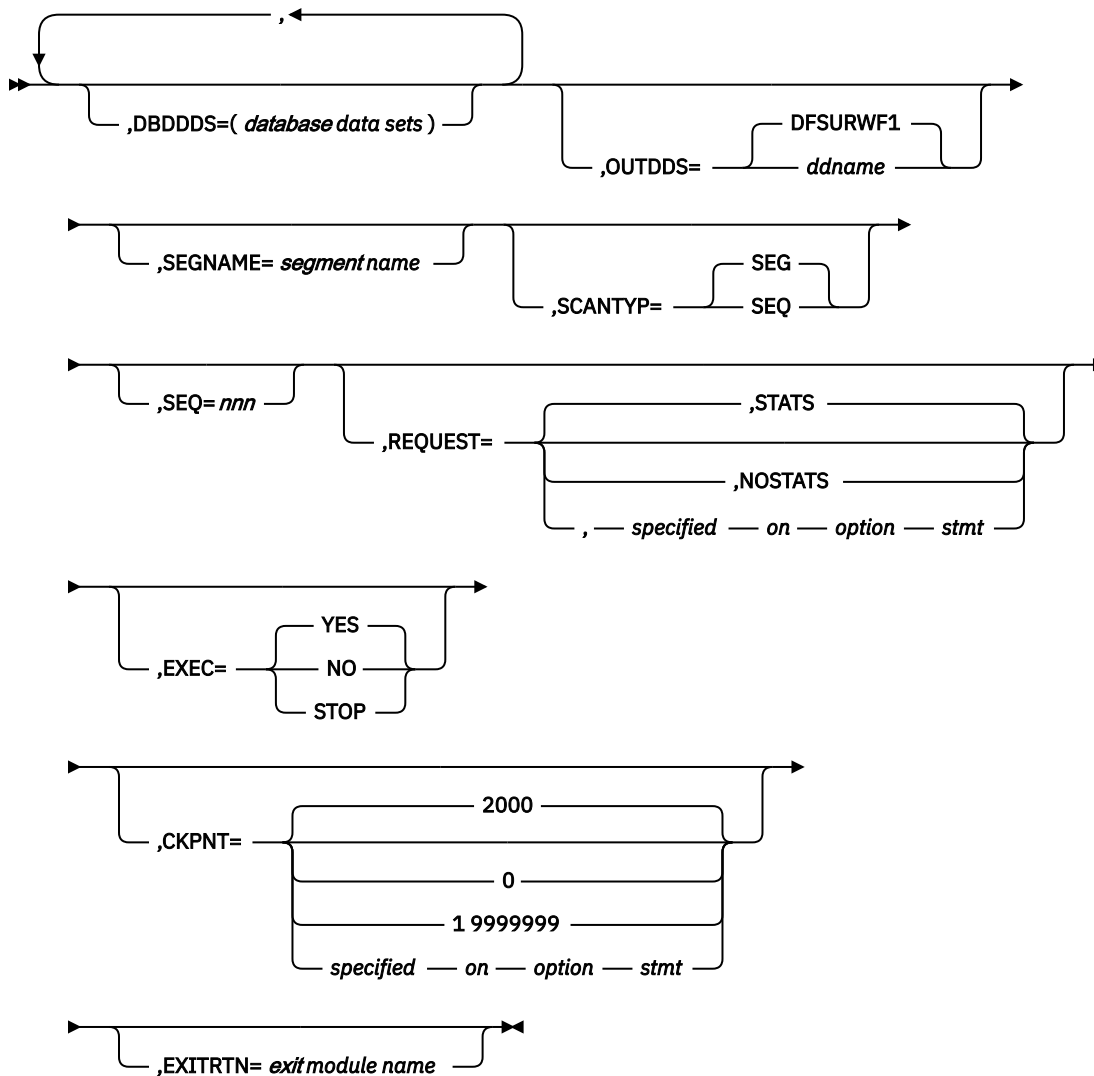 ,
,DBDDDS=( database data sets )
DFSURWF1
,OUTDDS= ddname
,SEGNAME= segment name
SEG
,SCANTYP= SEQ
,SEQ= nnn
,STATS
,REQUEST=
,NOSTATS
, specified on option stmt
YES
,EXEC= NO
STOP
2000
,CKPNT=
0
1 9999999
specified on option stmt
,EXITRTN= exit module name